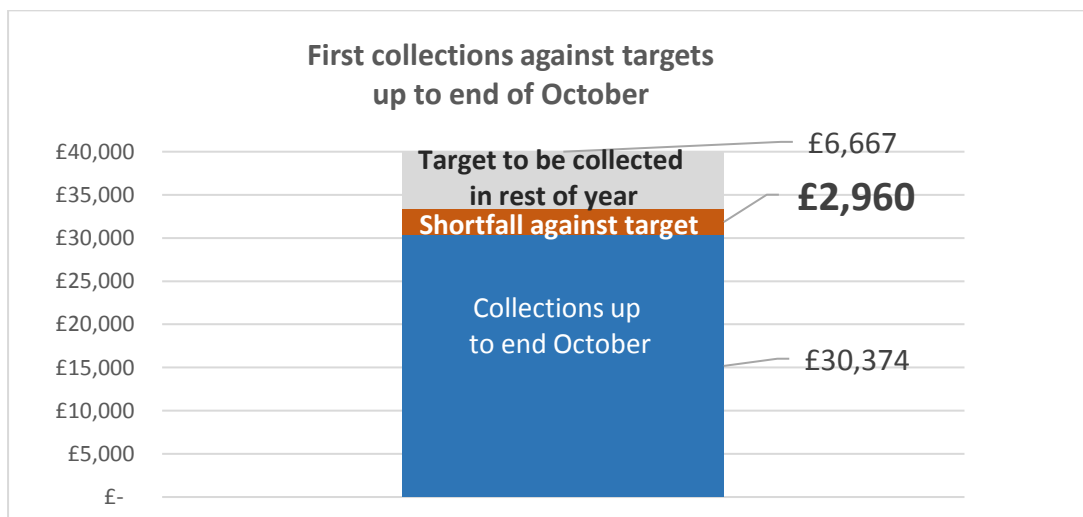 First collections against targets
up to end of October
£40,000
£35,000
£30,000
£25,000
£20,000
£15,000
£10,000
£5,000
£-
Target to be collected
in rest of year
Shortfall against target
Collections up
to end October
£6,667
£2,960
£30,374